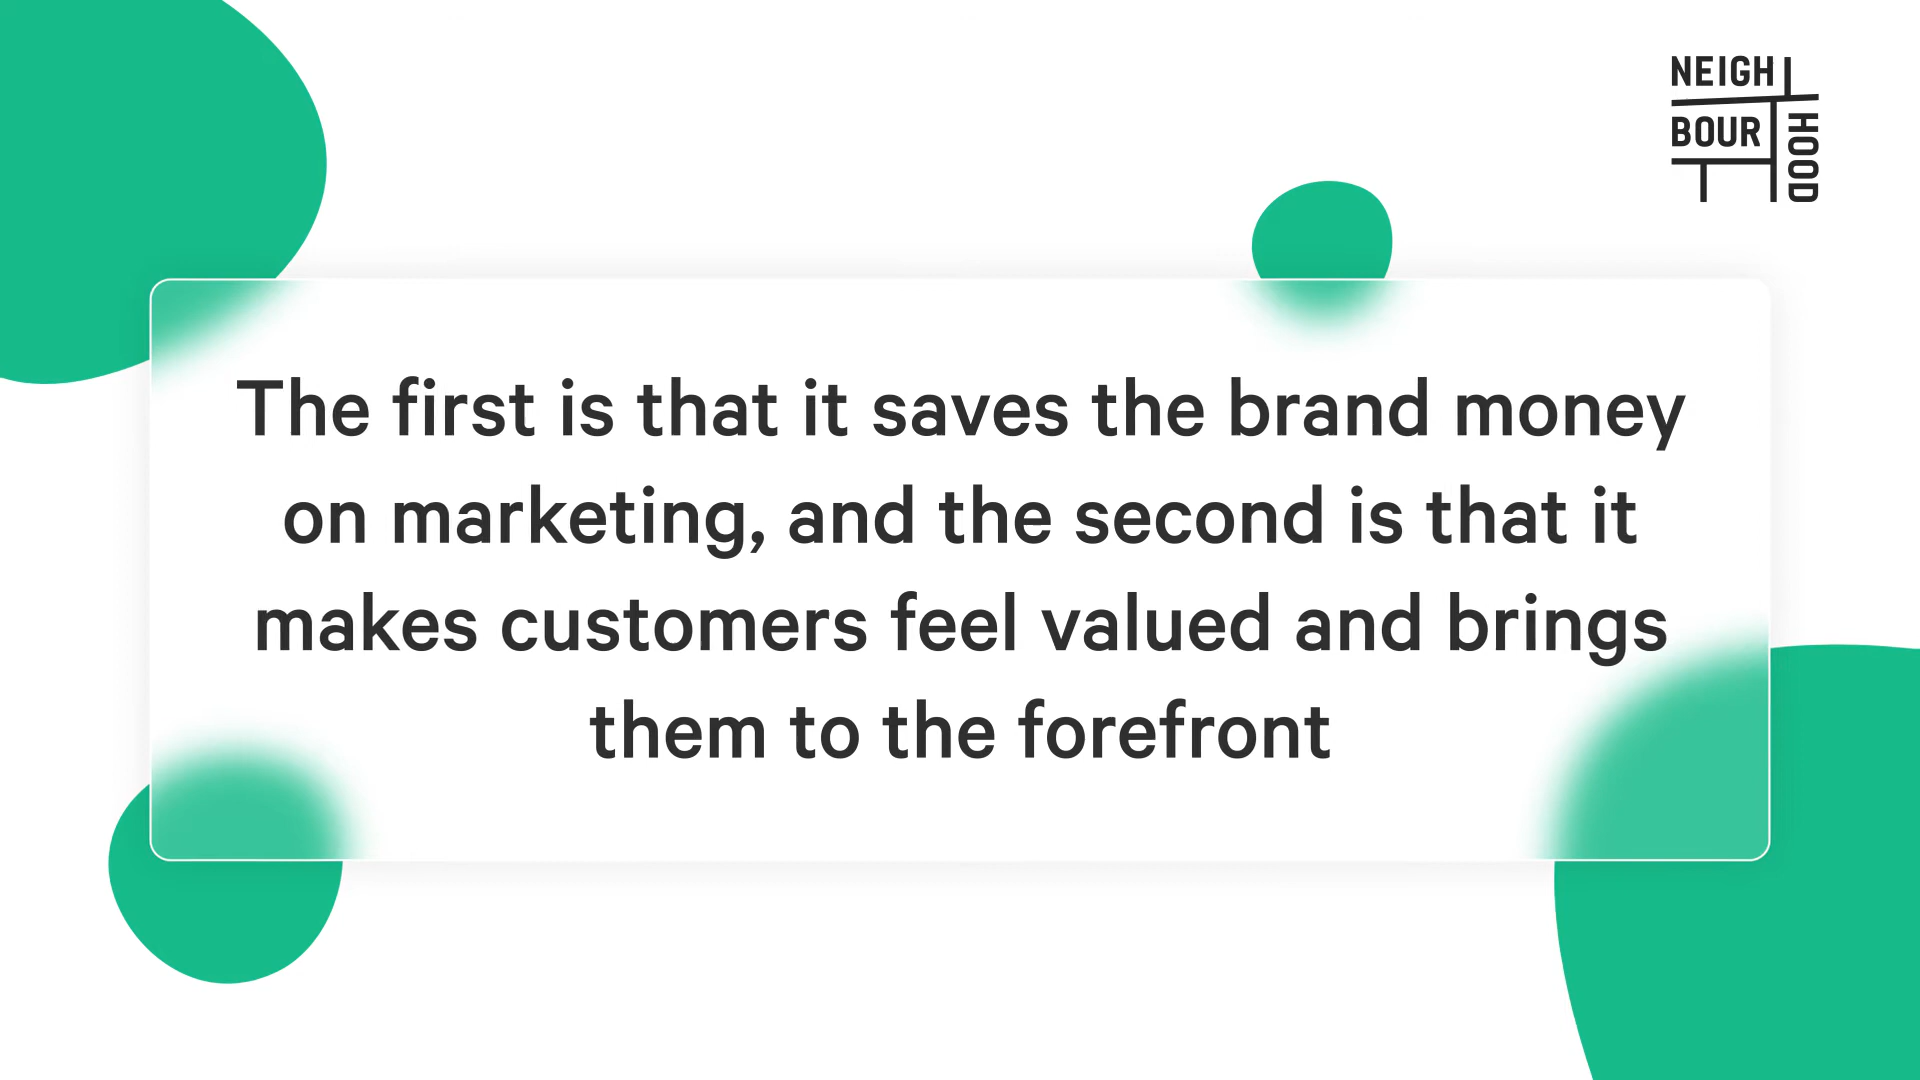 NEIGH
BOUR
HOOD
The first is that it saves the brand money
on marketing, and the second is that it
makes customers feel valued and brings
them to the forefront